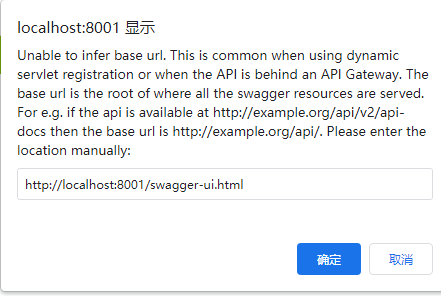 localhost:8001 显示
Unable to infer base url. This is common when using dynamic
servlet registration or when the API is behind an API Gateway. The
base url is the root of where all the swagger resources are served.
For e.g. if the api is available at http://example.org/api/v2/api-
docs then the base url is http://example.org/api/. Please enter the
location manually:
http://localhost:8001/swagger-ui.html
确定 取消